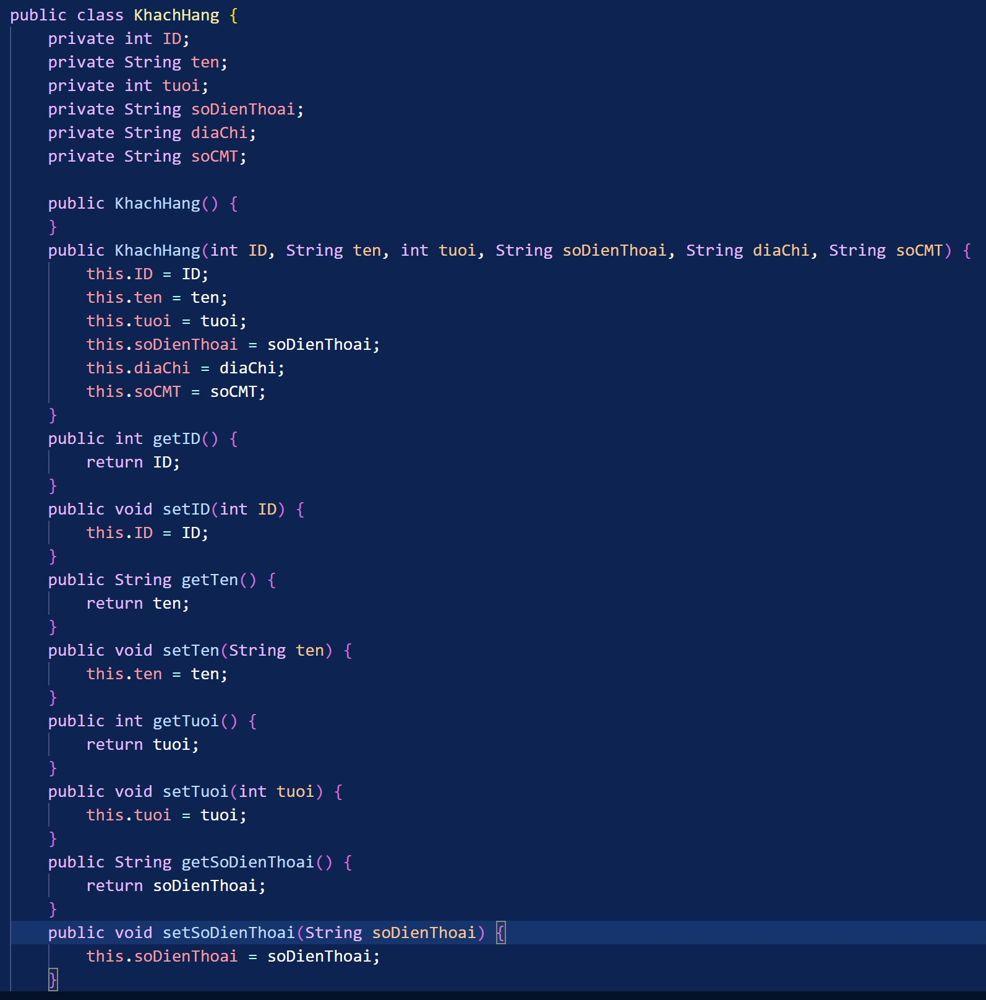 public class KhachHang {
    private int ID;
    private String ten;
    private int tuoi;
    private String soDienThoai;
    private String diaChi;
    private String soCMT;

    public KhachHang() {
    }
    public KhachHang(int ID, String ten, int tuoi, String soDienThoai, String diaChi, String soCMT) {
        this.ID = ID;
        this.ten = ten;
        this.tuoi = tuoi;
        this.soDienThoai = soDienThoai;
        this.diaChi = diaChi;
        this.soCMT = soCMT;
    }
    public int getID() {
        return ID;
    }
    public void setID(int ID) {
        this.ID = ID;
    }
    public String getTen() {
        return ten;
    }
    public void setTen(String ten) {
        this.ten = ten;
    }
    public int getTuoi() {
        return tuoi;
    }
    public void setTuoi(int tuoi) {
        this.tuoi = tuoi;
    }
    public String getSoDienThoai() {
        return soDienThoai;
    }
    public void setSoDienThoai(String soDienThoai) {
        this.soDienThoai = soDienThoai;
    }